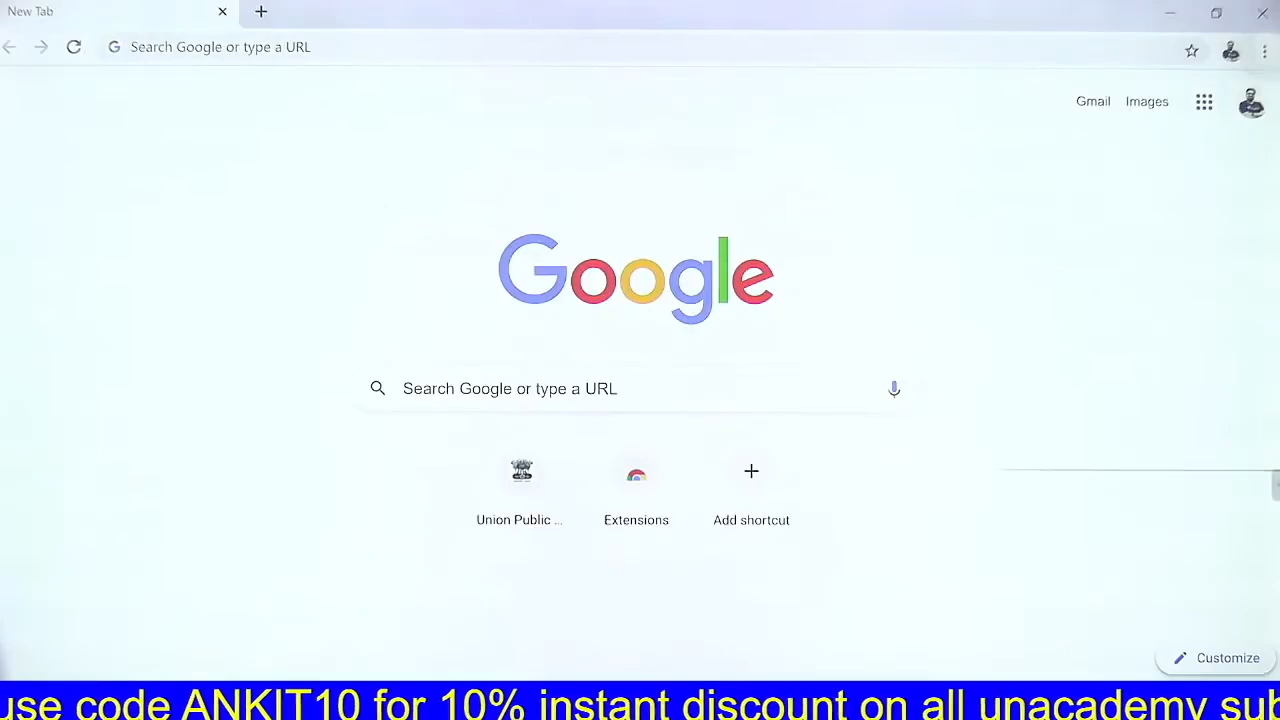 New Tab
Search Google or type a URL
Gmail Images
Google
Search Google or type a URL
Union Public ...
Extensions
Add shortcut
Customize
use code ANKIT10 for 10% instant discount on all unacademy sub